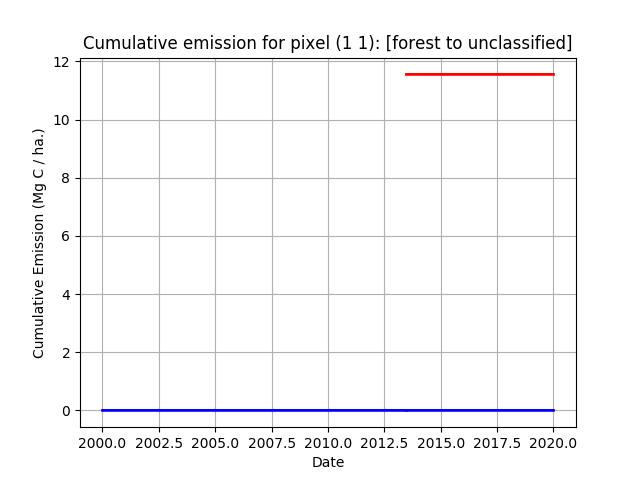 Cumulative emission for pixel (1 1): [forest to unclassified]
12
10
8
6
4
2
0
Cumulative Emission (Mg C / ha.)
2000.0 2002.5 2005.0 2007.5 2010.0 2012.5 2015.0 2017.5 2020.0
Date